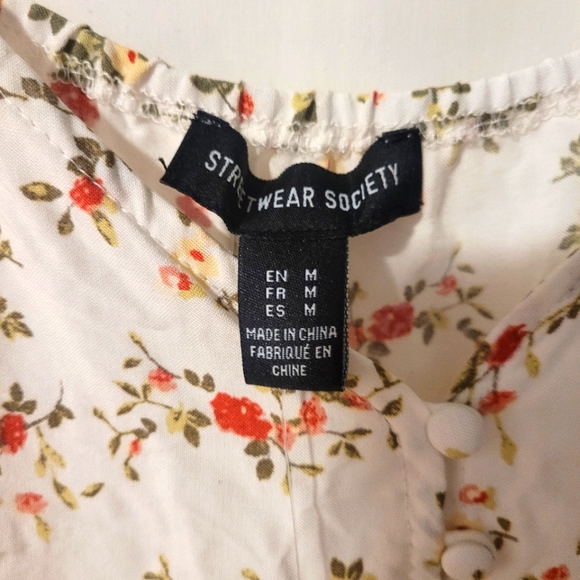 STREETWEAR SOCIETY
EN M
FR M
ES M
MADE IN CHINA
FABRIQUÉ EN
CHINE